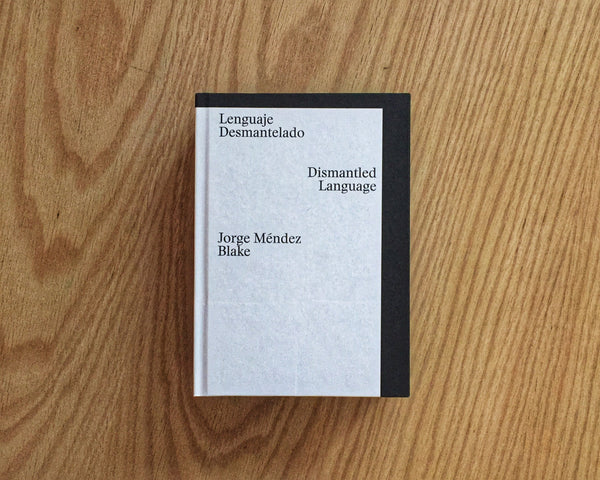 Lenguaje
Desmantelado
Dismantled
Language
Jorge Méndez
Blake